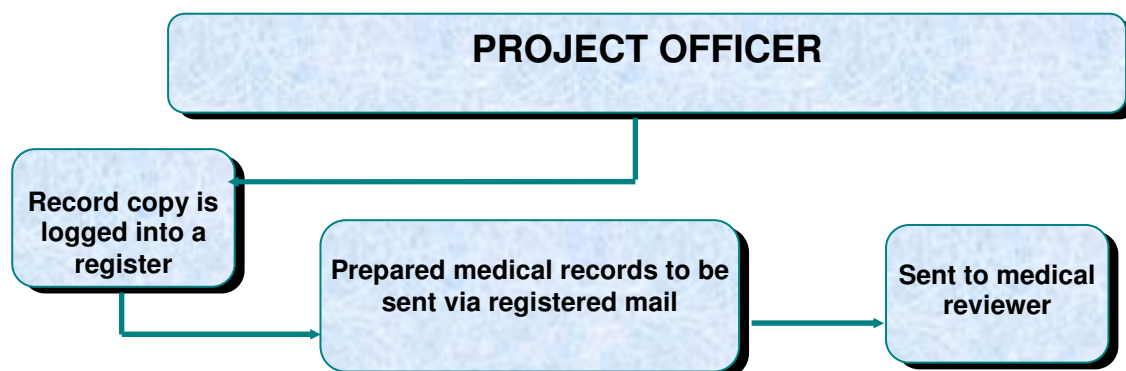 PROJECT OFFICER
Record copy is
logged into a
register
Prepared medical records to be
sent via registered mail
Sent to medical
reviewer